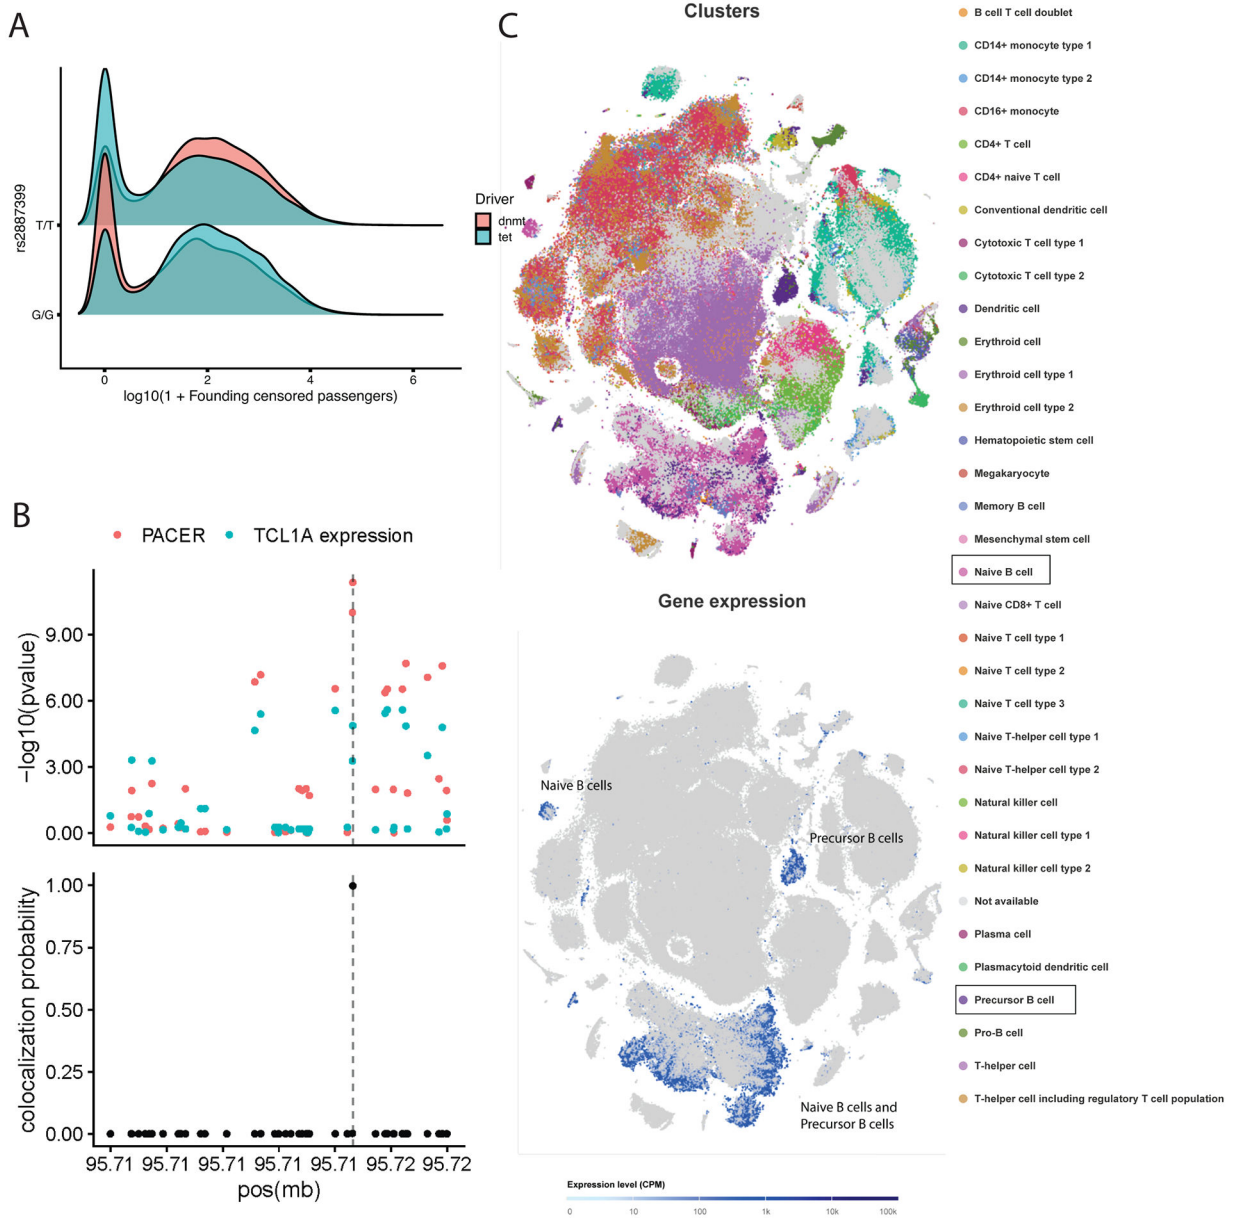 A
rs2887399
T/T
G/G
0
2
4
6
log10(1 + Founding censored passengers)
Driver
dnmt
tet
B
PACER
TCL1A expression
−log10(pvalue)
9.00
6.00
3.00
0.00
colocalization probability
1.00
0.75
0.50
0.25
0.00
95.71
95.71
95.71
95.71
95.71
95.72
95.72
pos(mb)
C
Clusters
B cell T cell doublet
CD14+ monocyte type 1
CD14+ monocyte type 2
CD16+ monocyte
CD4+ T cell
CD4+ naive T cell
Conventional dendritic cell
Cytotoxic T cell type 1
Cytotoxic T cell type 2
Dendritic cell
Erythroid cell
Erythroid cell type 1
Erythroid cell type 2
Hematopoietic stem cell
Megakaryocyte
Memory B cell
Mesenchymal stem cell
Naive B cell
Naive CD8+ T cell
Naive T cell type 1
Naive T cell type 2
Naive T cell type 3
Naive T-helper cell type 1
Naive T-helper cell type 2
Natural killer cell
Natural killer cell type 1
Natural killer cell type 2
Not available
Plasma cell
Plasmacytoid dendritic cell
Precursor B cell
Pro-B cell
T-helper cell
T-helper cell including regulatory T cell population
Gene expression
Naive B cells
Precursor B cells
Naive B cells and
Precursor B cells
Expression level (CPM)
0
10
100
1k
10k
100k